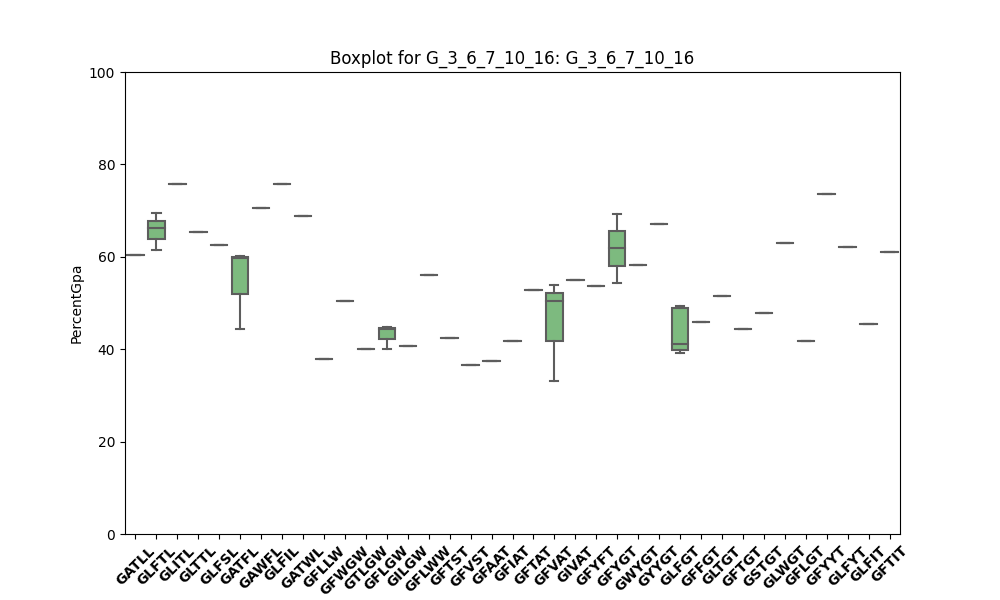 Boxplot for G_3_6_7_10_16: G_3_6_7_10_16
PercentGpa
100
80
60
40
20
0
GATLL
GLFTL
GLITL
GLTTL
GLFSL
GATFL
GAWFL
GLFIL
GATWL
GFLLW
GFWGW
GTLGW
GFLGW
GILGW
GFLWW
GFTST
GFVST
GFAAT
GFIAT
GFTAT
GFVAT
GIVAT
GFYFT
GFYGT
GWYGT
GYYGT
GLFGT
GFFGT
GLTGT
GFTGT
GSTGT
GLWGT
GFLGT
GFYYT
GLFYT
GLFIT
GFTIT